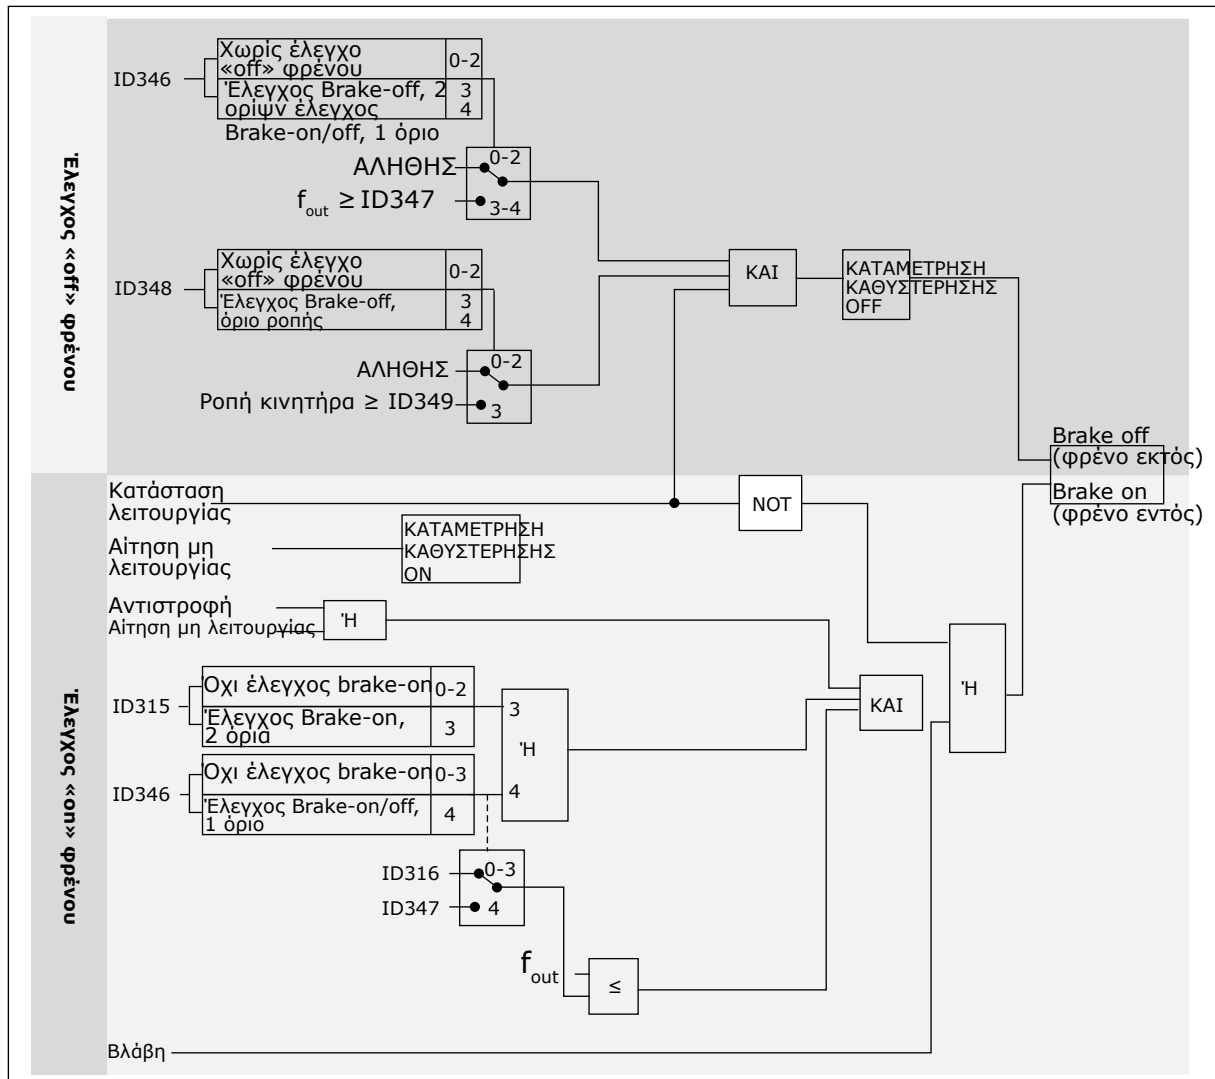 Έλεγχος «off» φρένου
ID346
Χωρίς έλεγχο
«off» φρένου
0-2
Έλεγχος Brake-off, 2
ορίψν έλεγχος
Brake-on/off, 1 όριο
3
4
ΑΛΗΘΗΣ
0-2
fout ≥ ID347
3-4
ID348
Χωρίς έλεγχο
«off» φρένου
0-2
Έλεγχος Brake-off,
όριο ροπής
3
4
ΑΛΗΘΗΣ
0-2
Ροπή κινητήρα ≥ ID349
3
ΚΑΙ
ΚΑΤΑΜΕΤΡΗΣΗ
ΚΑΘΥΣΤΕΡΗΣΗΣ
OFF
Brake off
(φρένο εκτός)
Brake on
(φρένο εντός)
Έλεγχος «on» φρένου
Κατάσταση
λειτουργίας
NOT
Αίτηση μη
λειτουργίας
ΚΑΤΑΜΕΤΡΗΣΗ
ΚΑΘΥΣΤΕΡΗΣΗΣ
ON
Αντιστροφή
Αίτηση μη λειτουργίας
Ή
ID315
Όχι έλεγχος brake-on
0-2
Έλεγχος Brake-on,
2 όρια
3
3
Ή
4
ID346
Όχι έλεγχος brake-on
0-3
Έλεγχος Brake-on/off,
1 όριο
4
ΚΑΙ
Ή
ID316
0-3
ID347
4
fout
≤
Βλάβη